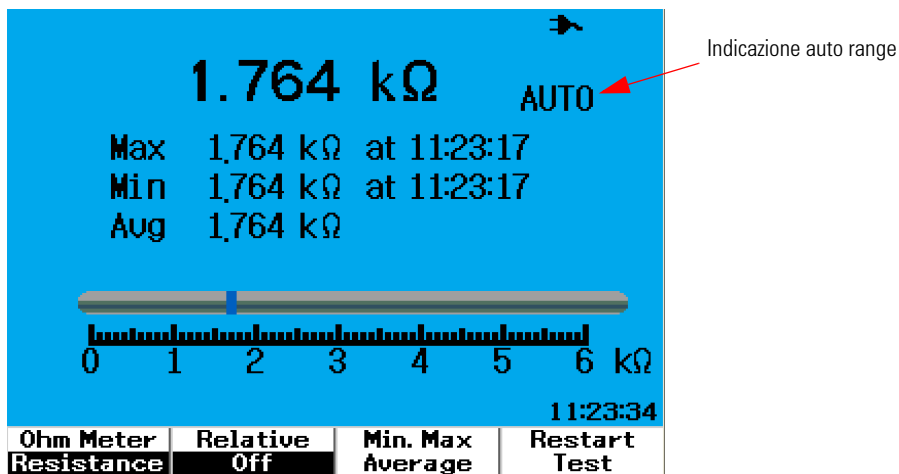 Indicazione auto range
1.764 kΩ AUTO
Max 1.764 kΩ at 11:23:17
Min 1.764 kΩ at 11:23:17
Avg 1.764 kΩ
0 1 2 3 4 5 6 kΩ
11:23:34
Ohm Meter Relative Min. Max Restart
Resistance Off Average Test